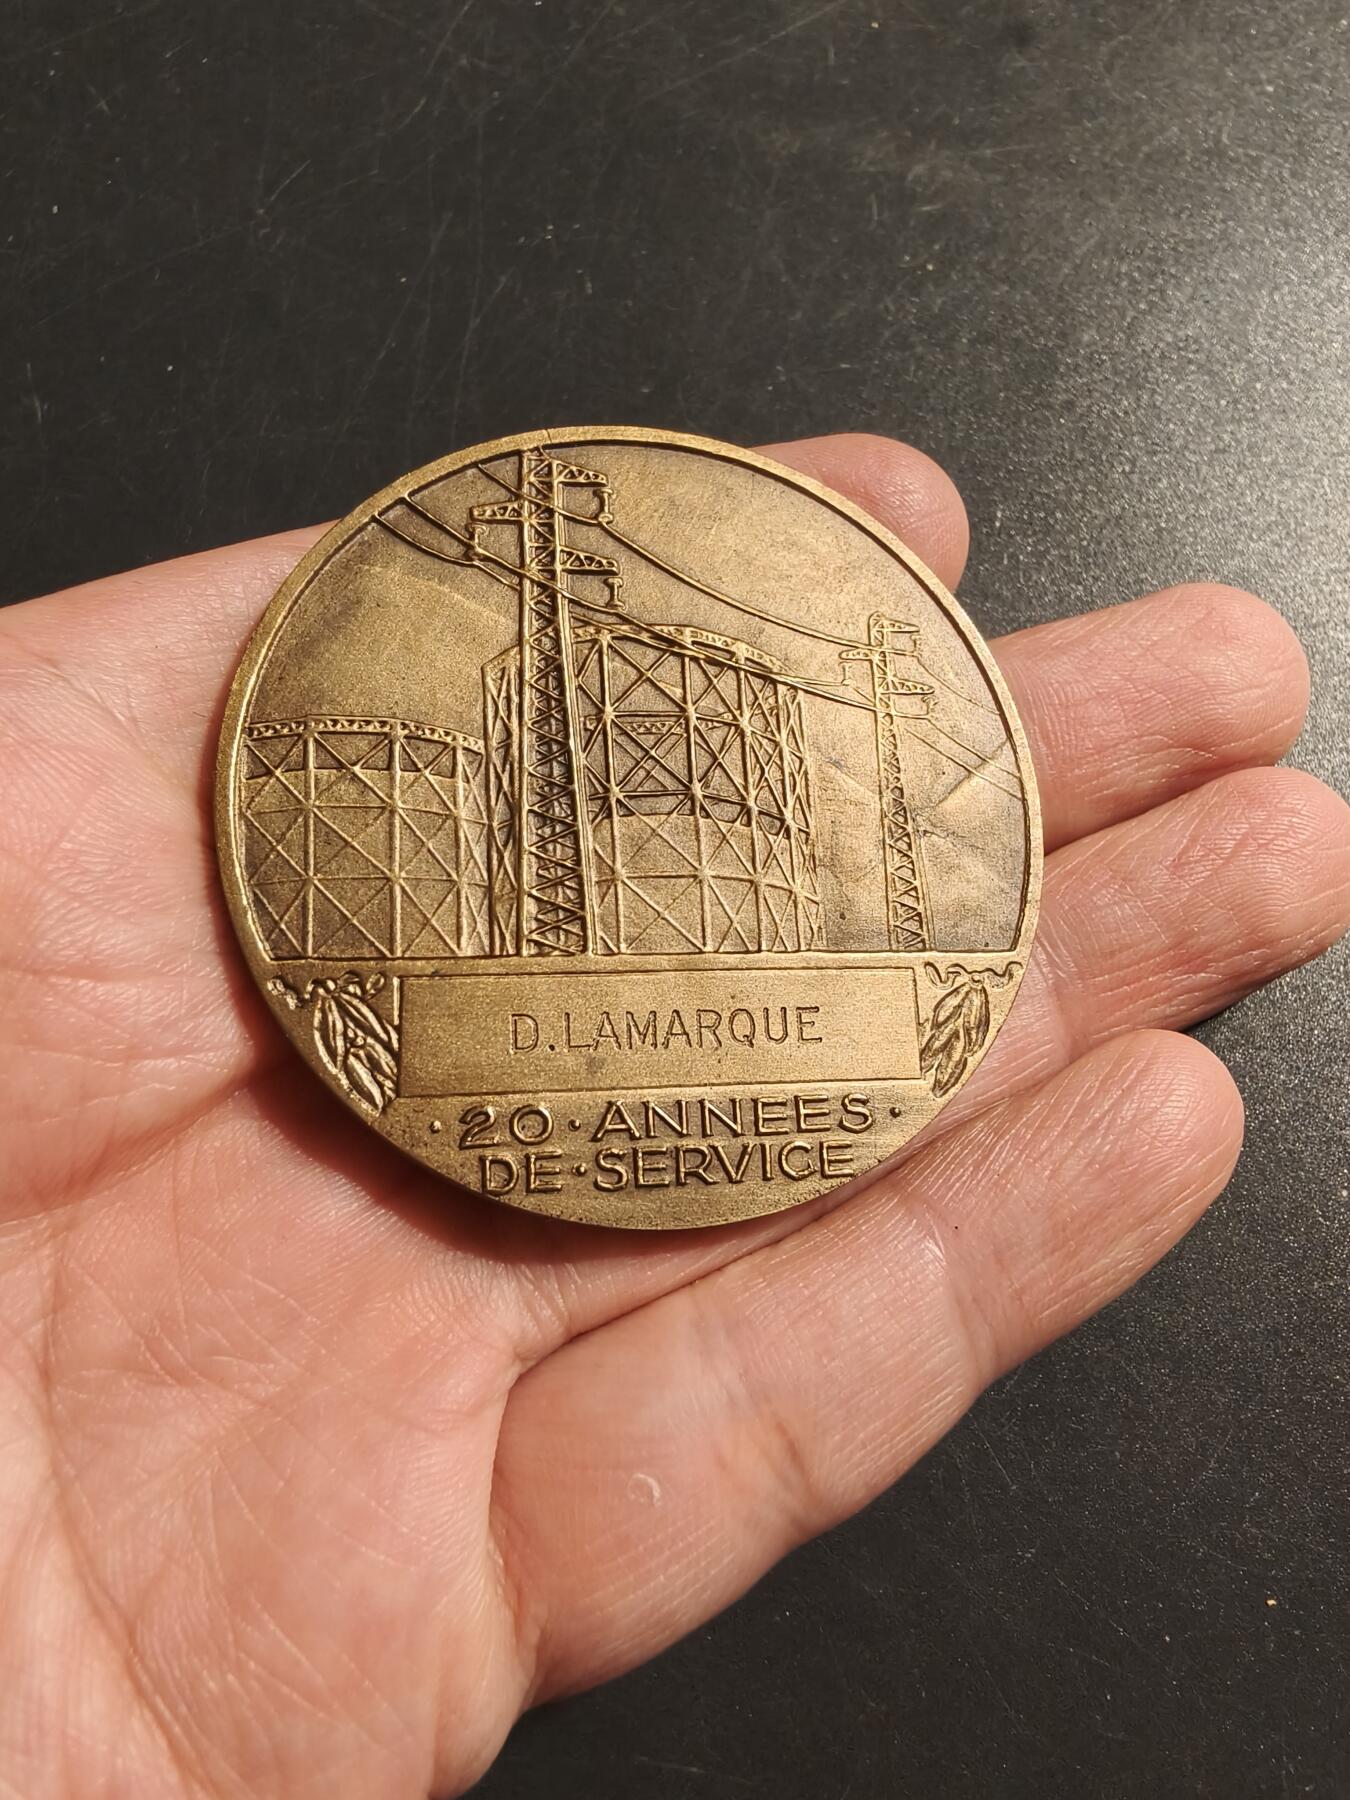 D. LAMARQUE
· 20 · ANNEES ·
DE · SERVICE